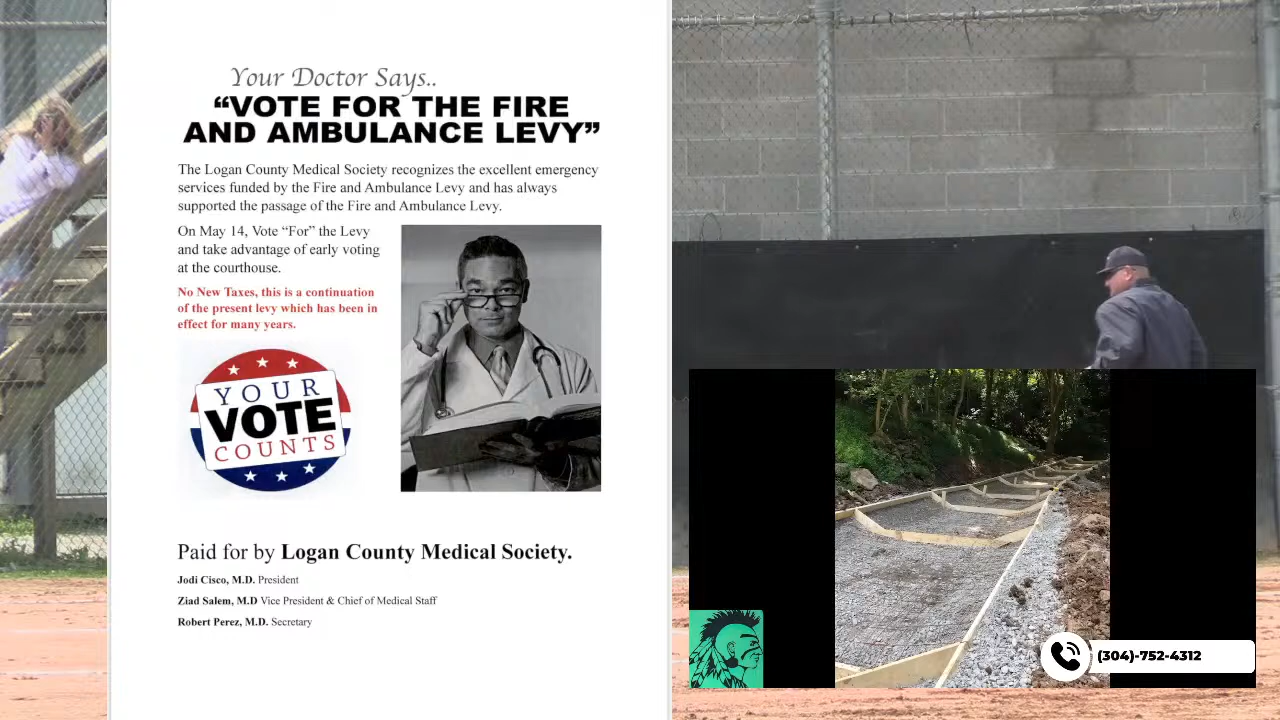 Your Doctor Says..
“VOTE FOR THE FIRE
AND AMBULANCE LEVY”
The Logan County Medical Society recognizes the excellent emergency
services funded by the Fire and Ambulance Levy and has always
supported the passage of the Fire and Ambulance Levy.
On May 14, Vote “For” the Levy
and take advantage of early voting
at the courthouse.
No New Taxes, this is a continuation
of the present levy which has been in
effect for many years.
YOUR
VOTE
COUNTS
Paid for by Logan County Medical Society.
Jodi Cisco, M.D. President
Ziad Salem, M.D Vice President & Chief of Medical Staff
Robert Perez, M.D. Secretary
(304)-752-4312